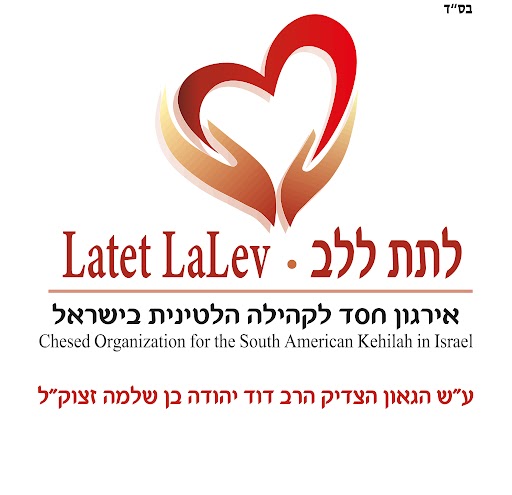 בס״ד
Latet LaLev • לתת ללב
אירגון חסד לקהילה הלטינית בישראל
Chesed Organization for the South American Kehilah in Israel
ע״ש הגאון הצדיק הרב דוד יהודה בן שלמה זצוק״ל